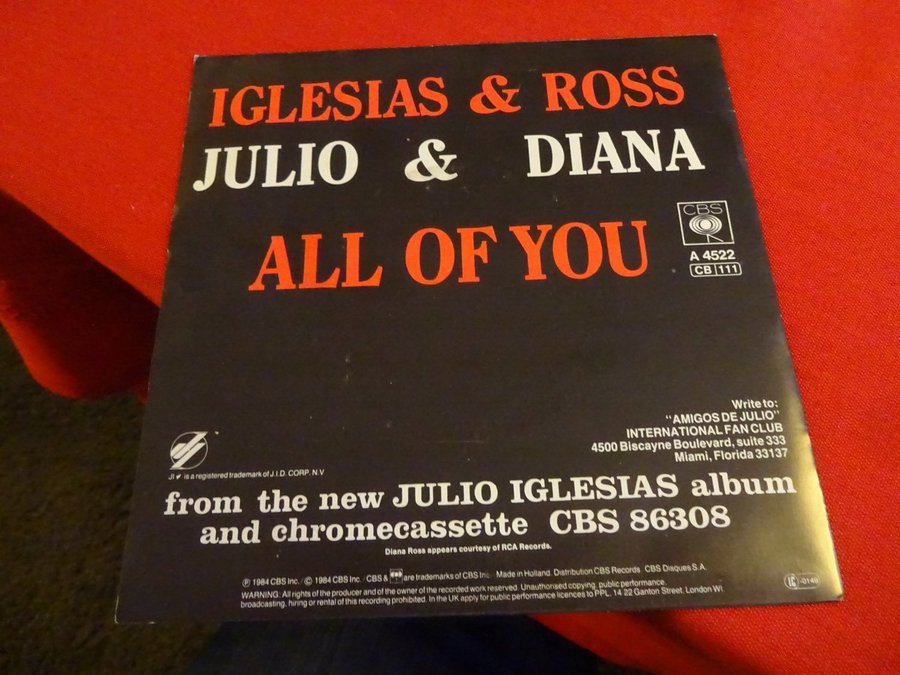 IGLESIAS & ROSS
JULIO & DIANA
ALL OF YOU
CBS
A 4522
CB 111
Write to:
"AMIGOS DE JULIO"
INTERNATIONAL FAN CLUB
4500 Biscayne Boulevard, suite 333
Miami, Florida 33137
JI is a registered trademark of J.I.D. CORP. N.V
from the new JULIO IGLESIAS album
and chromecassette CBS 86308
Diana Ross appears courtesy of RCA Records.
℗ 1984 CBS Inc. / © 1984 CBS Inc. / CBS & are trademarks of CBS Inc. Made in Holland. Distribution CBS Records. CBS Disques S.A.
WARNING: All rights of the producer and of the owner of the recorded work reserved. Unauthorised copying, public performance,
broadcasting, hiring or rental of this recording prohibited. In the UK apply for public performance licences to PPL, 14 22 Ganton Street, London W1
LC 0149